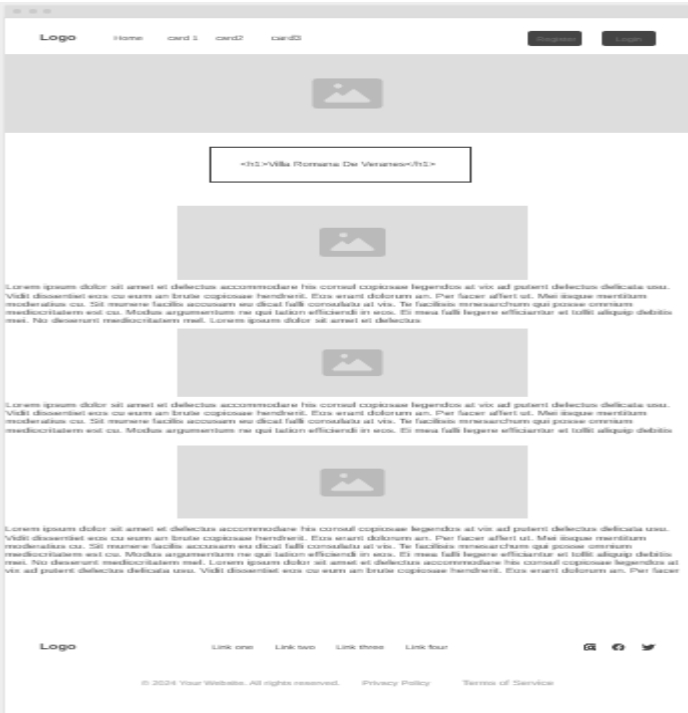 Logo Home card 1 card2 card3 Register Login
<h1>Villa Romana De Veranes</h1>
Lorem ipsum dolor sit amet et delectus accommodare his consul copiosae legendos at vix ad putent delectus delicata usu.
Vidit dissentiet eos cu eum an brute copiosae hendrerit. Eos erant dolorum an. Per facer affert ut. Mei iisque mentitum
moderatius cu. Sit munere facilis accusam eu dicat falli consulatu at vis. Te facilisis mnesarchum qui posse omnium
mediocritatem est cu. Modus argumentum ne qui tation efficiendi in eos. Ei mea falli legere efficiantur et tollit aliquip debitis
mei. No deserunt mediocritatem mel. Lorem ipsum dolor sit amet et delectus
Lorem ipsum dolor sit amet et delectus accommodare his consul copiosae legendos at vix ad putent delectus delicata usu.
Vidit dissentiet eos cu eum an brute copiosae hendrerit. Eos erant dolorum an. Per facer affert ut. Mei iisque mentitum
moderatius cu. Sit munere facilis accusam eu dicat falli consulatu at vis. Te facilisis mnesarchum qui posse omnium
mediocritatem est cu. Modus argumentum ne qui tation efficiendi in eos. Ei mea falli legere efficiantur et tollit aliquip debitis
Lorem ipsum dolor sit amet et delectus accommodare his consul copiosae legendos at vix ad putent delectus delicata usu.
Vidit dissentiet eos cu eum an brute copiosae hendrerit. Eos erant dolorum an. Per facer affert ut. Mei iisque mentitum
moderatius cu. Sit munere facilis accusam eu dicat falli consulatu at vis. Te facilisis mnesarchum qui posse omnium
mediocritatem est cu. Modus argumentum ne qui tation efficiendi in eos. Ei mea falli legere efficiantur et tollit aliquip debitis
mei. No deserunt mediocritatem mel. Lorem ipsum dolor sit amet et delectus accommodare his consul copiosae legendos at
vix ad putent delectus delicata usu. Vidit dissentiet eos cu eum an brute copiosae hendrerit. Eos erant dolorum an. Per facer
Logo Link one Link two Link three Link four
© 2024 Your Website. All rights reserved. Privacy Policy Terms of Service